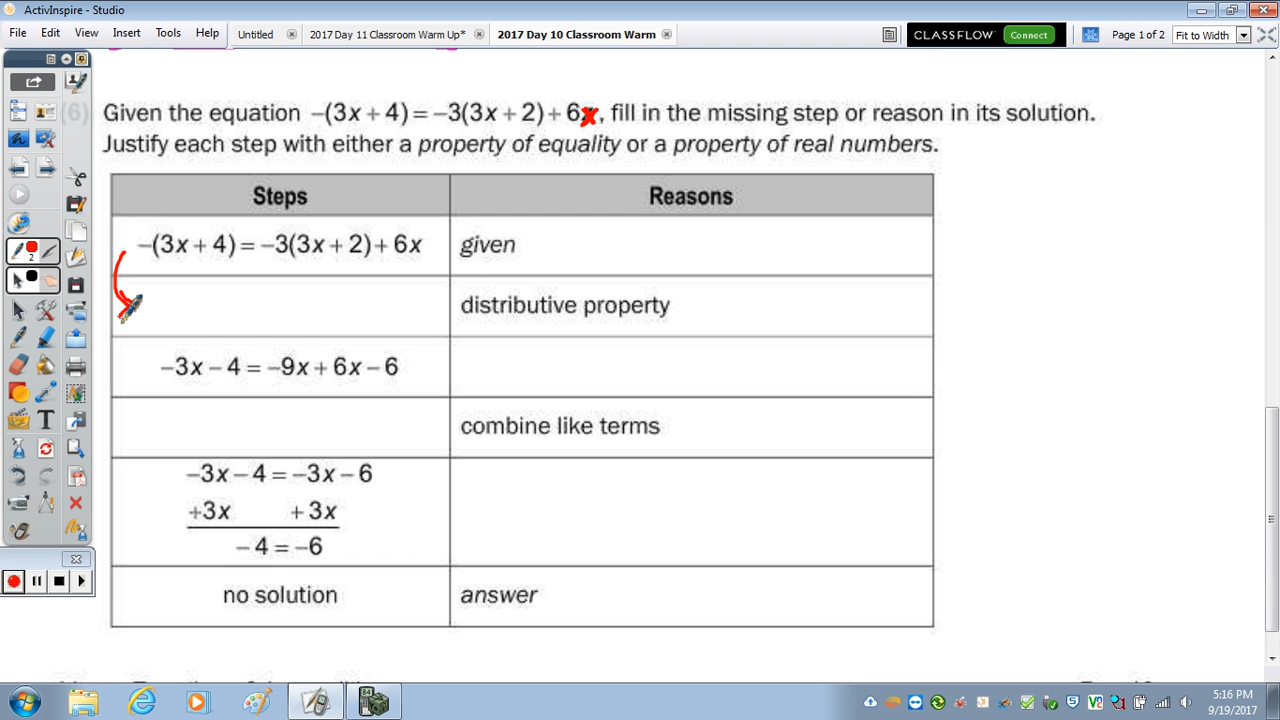 ActivInspire - Studio
File Edit View Insert Tools Help Untitled 2017 Day 11 Classroom Warm Up* 2017 Day 10 Classroom Warm CLASSFLOW Connect Page 1 of 2 Fit to Width
(6) Given the equation −(3x + 4) = −3(3x + 2) + 6x, fill in the missing step or reason in its solution.
Justify each step with either a property of equality or a property of real numbers.
Steps Reasons
−(3x + 4) = −3(3x + 2) + 6x given
distributive property
−3x − 4 = −9x + 6x − 6
combine like terms
−3x − 4 = −3x − 6
+3x + 3x
− 4 = −6
no solution answer
2
5:16 PM
9/19/2017